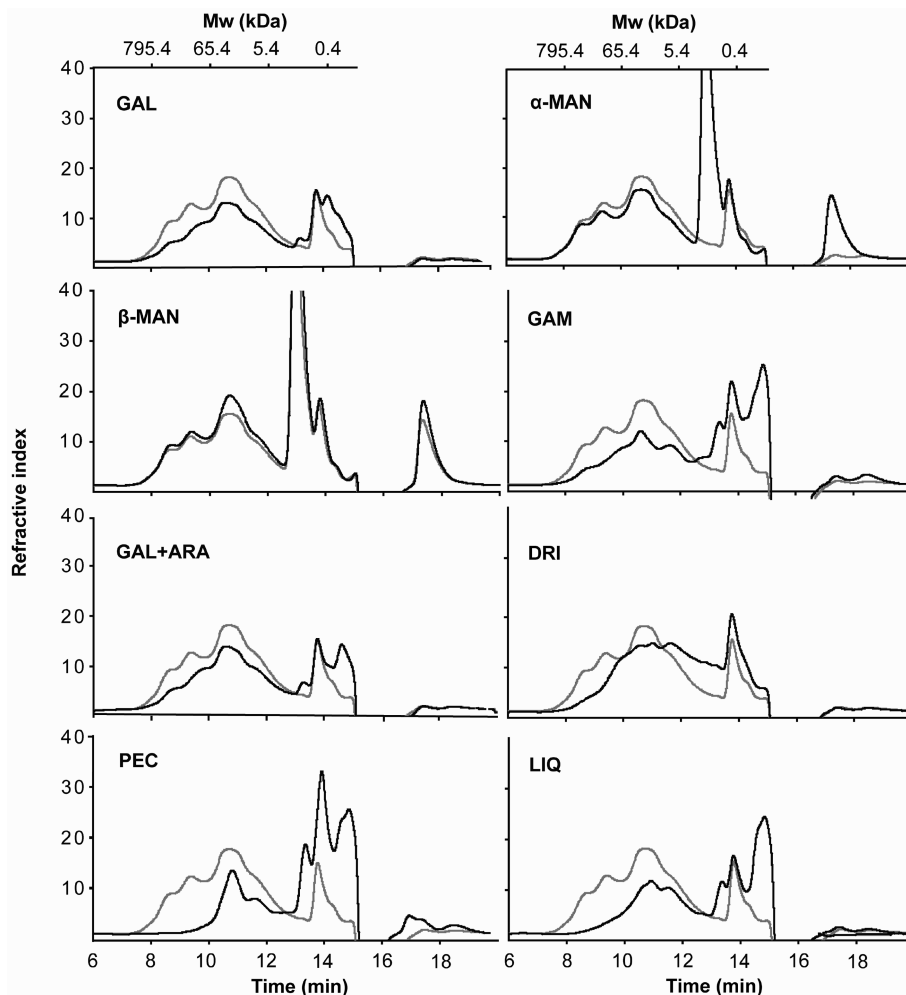 Mw (kDa)
795.4 65.4 5.4 0.4
Mw (kDa)
795.4 65.4 5.4 0.4
40
30
20
10
GAL
α-MAN
40
30
20
10
β-MAN
GAM
Refractive index
40
30
20
10
GAL+ARA
DRI
40
30
20
10
PEC
LIQ
6 8 10 12 14 16 18
6 8 10 12 14 16 18
Time (min)
Time (min)